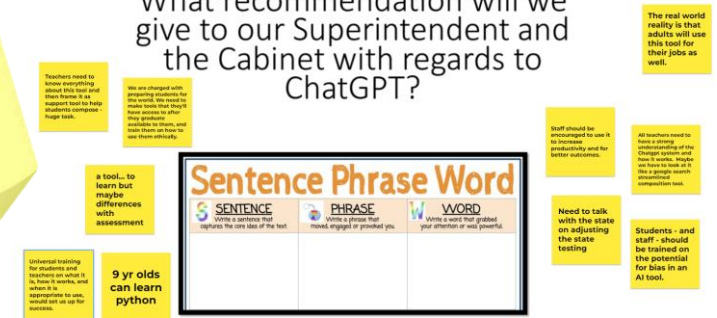 What recommendation will we
give to our Superintendent and
the Cabinet with regards to
ChatGPT?
The real world
reality is that
adults will use
this tool for
their jobs as
well.
Teachers need to
know everything
about this tool and
then frame it as
support tool to help
students compose -
huge task.
We are charged with
preparing students for
the world. We need to
make tools that they'll
have access to after
they graduate
available to them, and
train them on how to
use them ethically.
Staff should be
encouraged to use it
to increase
productivity and for
better outcomes.
All teachers need to
have a strong
understanding of the
Chatgpt system and
how it works. Maybe
we have to look at it
like a google search
streamlined
composition tool.
a tool... to
learn but
maybe
differences
with
assessment
Sentence Phrase Word
S SENTENCE
Write a sentence that
captures the core idea of the text.
PHRASE
Write a phrase that
moved, engaged or provoked you.
W WORD
Write a word that grabbed
your attention or was powerful.
Need to talk
with the state
on adjusting
the state
testing
Students - and
staff - should
be trained on
the potential
for bias in an
AI tool.
Universal training
for students and
teachers on what it
is, how it works, and
when it is
appropriate to use,
would set us up for
success.
9 yr olds
can learn
python